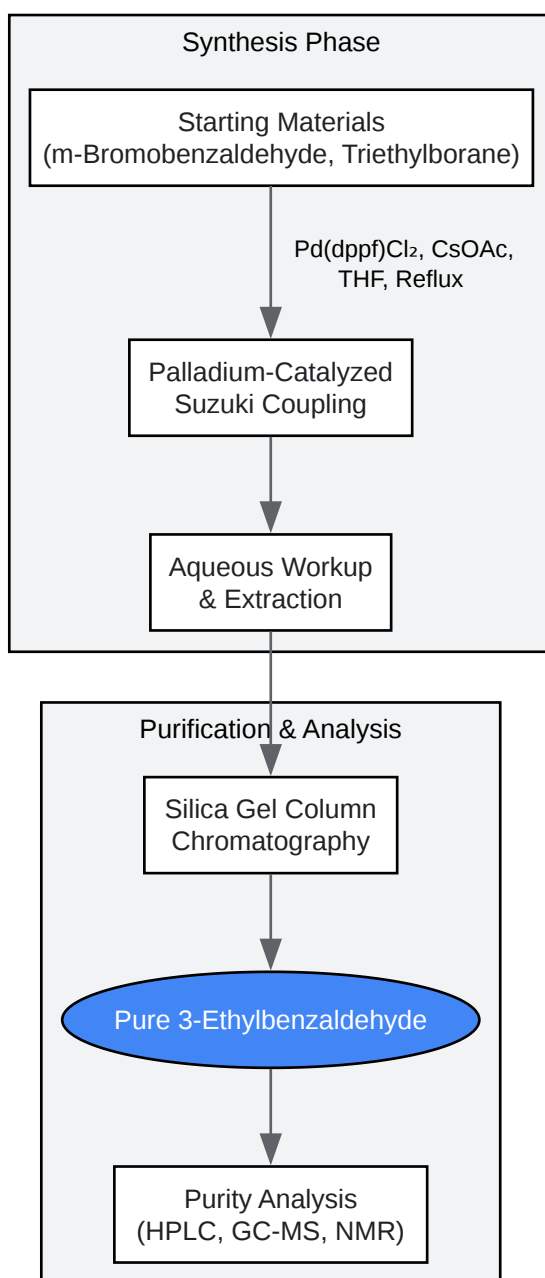 Synthesis Phase
Starting Materials
(m-Bromobenzaldehyde, Triethylborane)
Pd(dppf)Cl₂, CsOAc,
THF, Reflux
Palladium-Catalyzed
Suzuki Coupling
Aqueous Workup
& Extraction
Purification & Analysis
Silica Gel Column
Chromatography
Pure 3-Ethylbenzaldehyde
Purity Analysis
(HPLC, GC-MS, NMR)